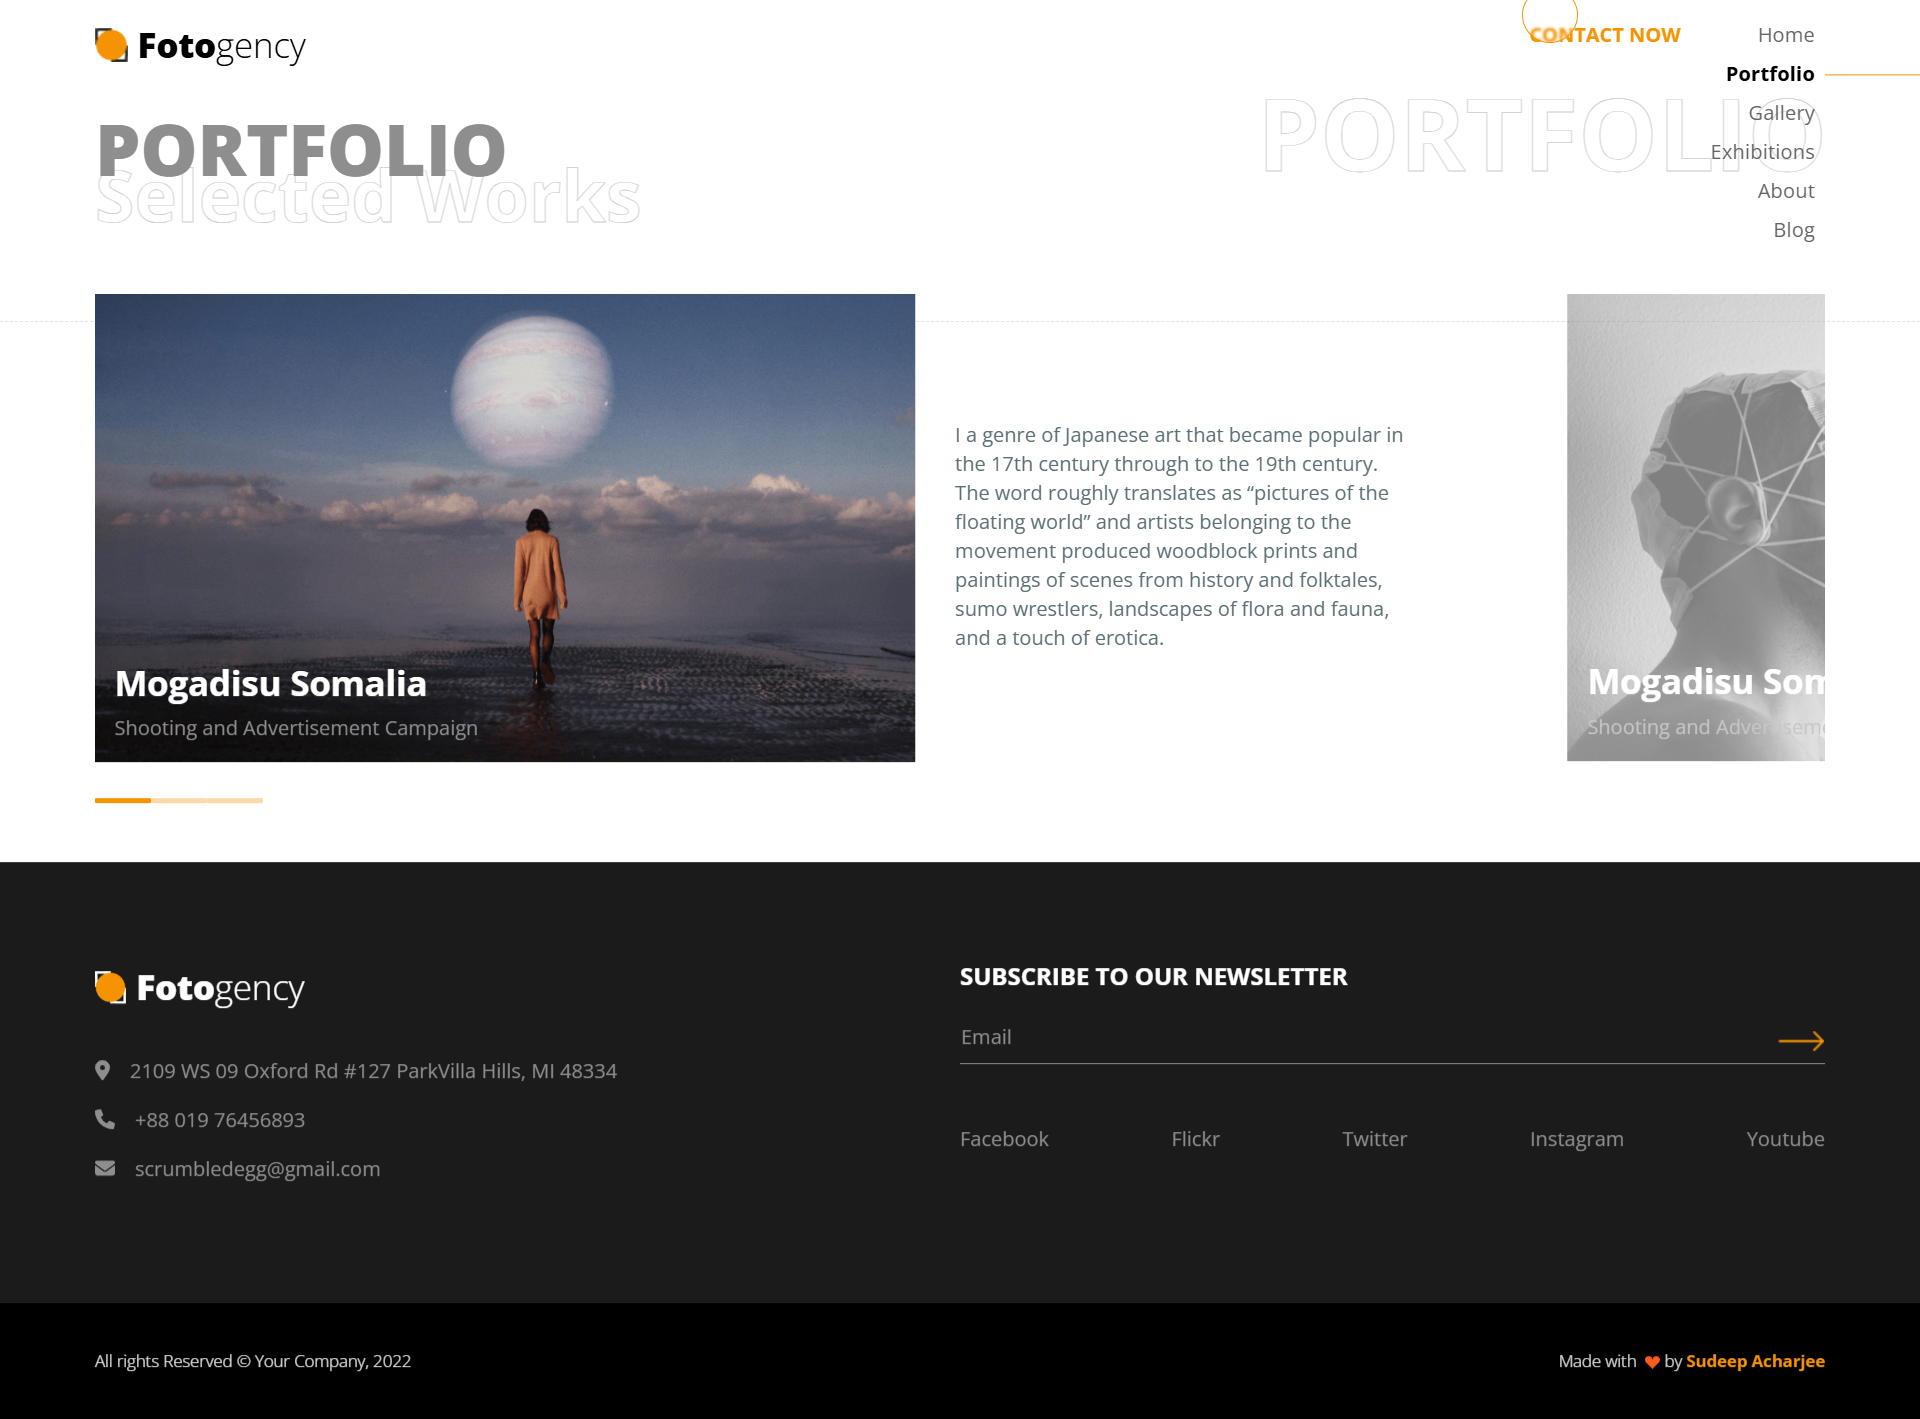 Fotogency
CONTACT NOW
Home
Portfolio
Gallery
Exhibitions
About
Blog
PORTFOLIO
PORTFOLIO
Selected Works
Mogadisu Somalia
Shooting and Advertisement Campaign
I a genre of Japanese art that became popular in
the 17th century through to the 19th century.
The word roughly translates as “pictures of the
floating world” and artists belonging to the
movement produced woodblock prints and
paintings of scenes from history and folktales,
sumo wrestlers, landscapes of flora and fauna,
and a touch of erotica.
Mogadisu Som
Shooting and Advertiseme
Fotogency
2109 WS 09 Oxford Rd #127 ParkVilla Hills, MI 48334
+88 019 76456893
scrumbledegg@gmail.com
SUBSCRIBE TO OUR NEWSLETTER
Email
Facebook Flickr Twitter Instagram Youtube
All rights Reserved © Your Company, 2022
Made with ❤ by Sudeep Acharjee